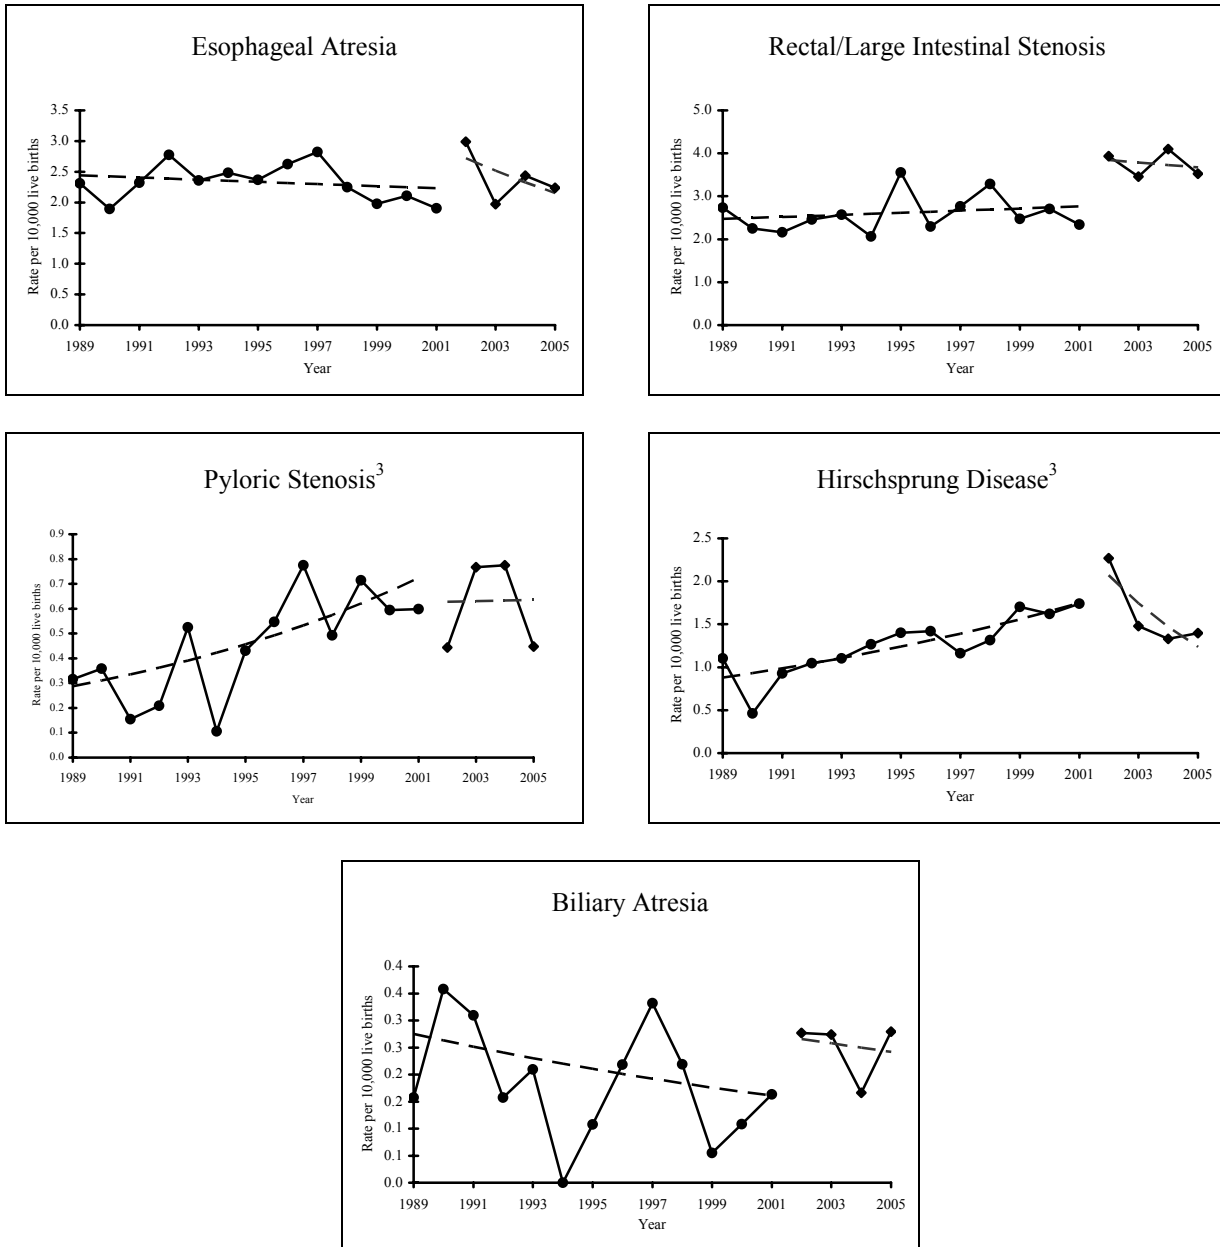 Esophageal Atresia
Rate per 10,000 live births
3.5
3.0
2.5
2.0
1.5
1.0
0.5
0.0
1989 1991 1993 1995 1997 1999 2001 2003 2005
Year
Rectal/Large Intestinal Stenosis
Rate per 10,000 live births
5.0
4.0
3.0
2.0
1.0
0.0
1989 1991 1993 1995 1997 1999 2001 2003 2005
Year
Pyloric Stenosis³
Rate per 10,000 live births
0.9
0.8
0.7
0.6
0.5
0.4
0.3
0.2
0.1
0.0
1989 1991 1993 1995 1997 1999 2001 2003 2005
Year
Hirschsprung Disease³
Rate per 10,000 live births
2.5
2.0
1.5
1.0
0.5
0.0
1989 1991 1993 1995 1997 1999 2001 2003 2005
Year
Biliary Atresia
Rate per 10,000 live births
0.4
0.4
0.3
0.3
0.2
0.2
0.1
0.1
0.0
1989 1991 1993 1995 1997 1999 2001 2003 2005
Year